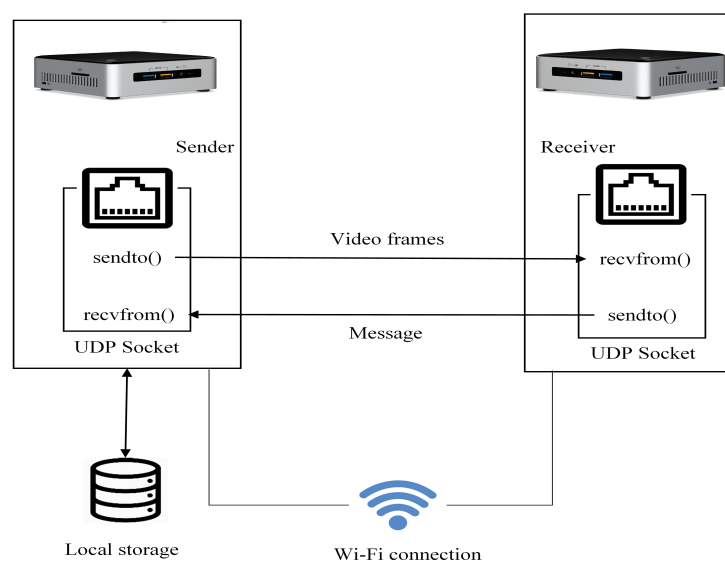 Sender
Receiver
Video frames
sendto()
recvfrom()
recvfrom()
sendto()
Message
UDP Socket
UDP Socket
Local storage
Wi-Fi connection